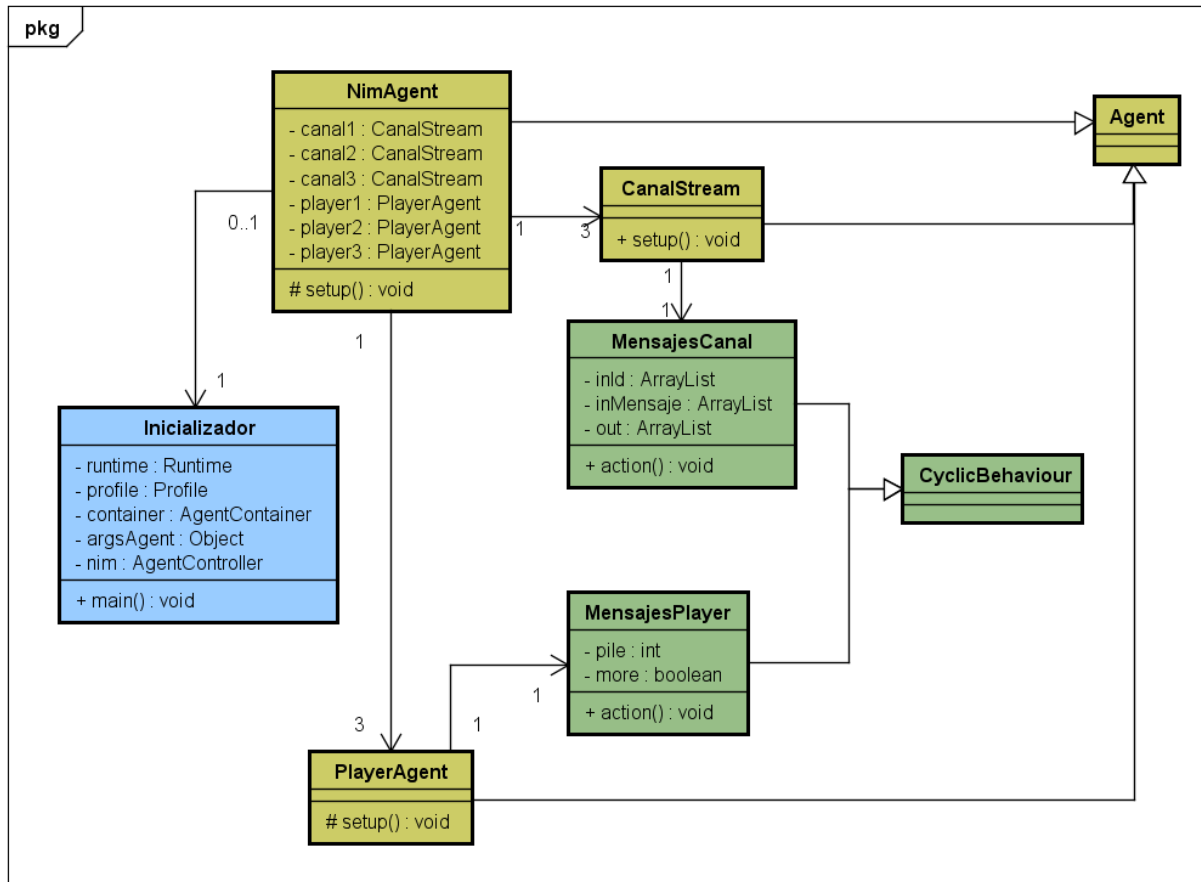 pkg
NimAgent
- canal1 : CanalStream
- canal2 : CanalStream
- canal3 : CanalStream
- player1 : PlayerAgent
- player2 : PlayerAgent
- player3 : PlayerAgent
# setup() : void
Agent
CanalStream
+ setup() : void
0..1
1
3
1
1
MensajesCanal
- inId : ArrayList
- inMensaje : ArrayList
- out : ArrayList
+ action() : void
1
1
Inicializador
- runtime : Runtime
- profile : Profile
- container : AgentContainer
- argsAgent : Object
- nim : AgentController
+ main() : void
CyclicBehaviour
MensajesPlayer
- pile : int
- more : boolean
+ action() : void
1
1
3
PlayerAgent
# setup() : void